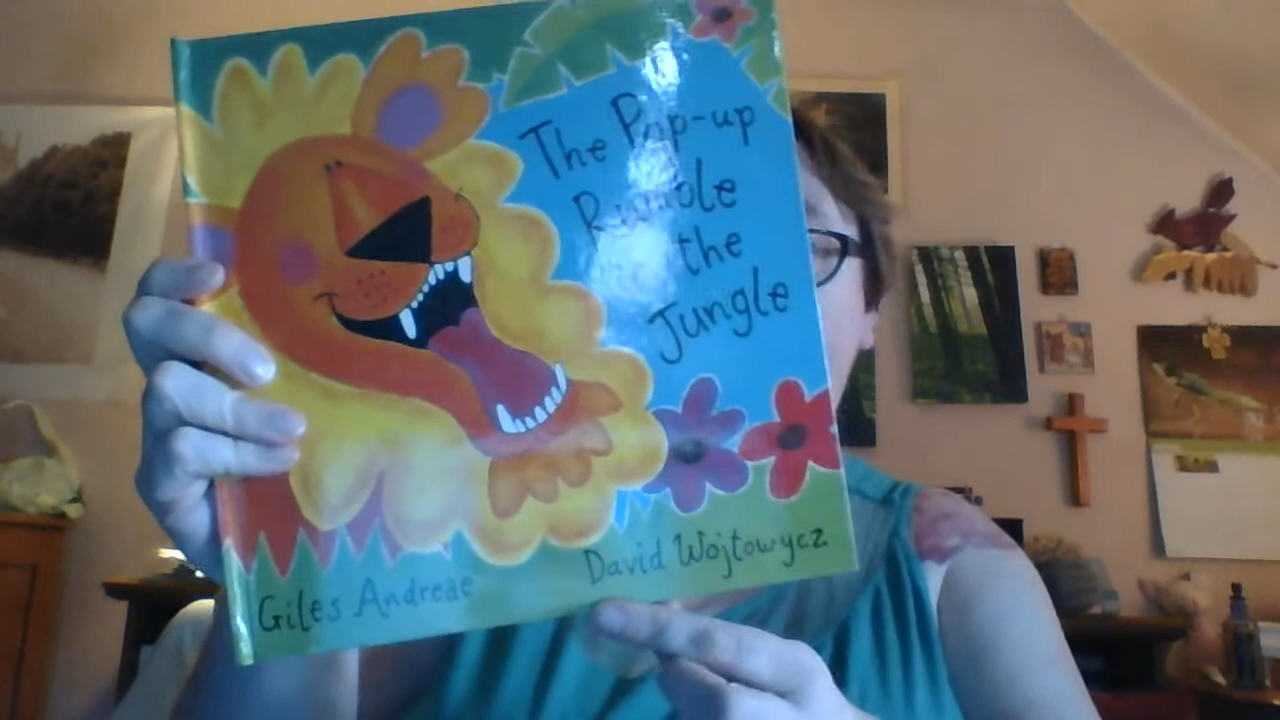 The Pop-up
Rumble
the
Jungle
Giles Andreae
David Wojtowycz